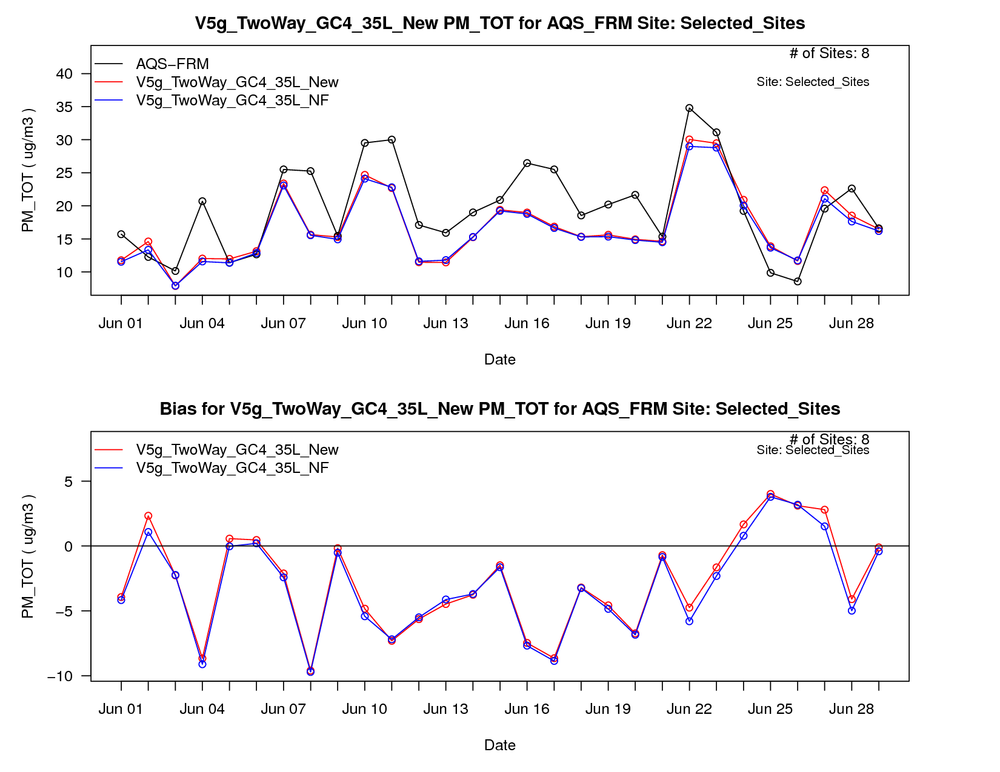 V5g_TwoWay_GC4_35L_New PM_TOT for AQS_FRM Site: Selected_Sites
# of Sites: 8
Site: Selected_Sites
AQS−FRM
V5g_TwoWay_GC4_35L_New
V5g_TwoWay_GC4_35L_NF
PM_TOT ( ug/m3 )
40
35
30
25
20
15
10
Jun 01 Jun 04 Jun 07 Jun 10 Jun 13 Jun 16 Jun 19 Jun 22 Jun 25 Jun 28
Date
Bias for V5g_TwoWay_GC4_35L_New PM_TOT for AQS_FRM Site: Selected_Sites
# of Sites: 8
Site: Selected_Sites
V5g_TwoWay_GC4_35L_New
V5g_TwoWay_GC4_35L_NF
PM_TOT ( ug/m3 )
5
0
−5
−10
Jun 01 Jun 04 Jun 07 Jun 10 Jun 13 Jun 16 Jun 19 Jun 22 Jun 25 Jun 28
Date